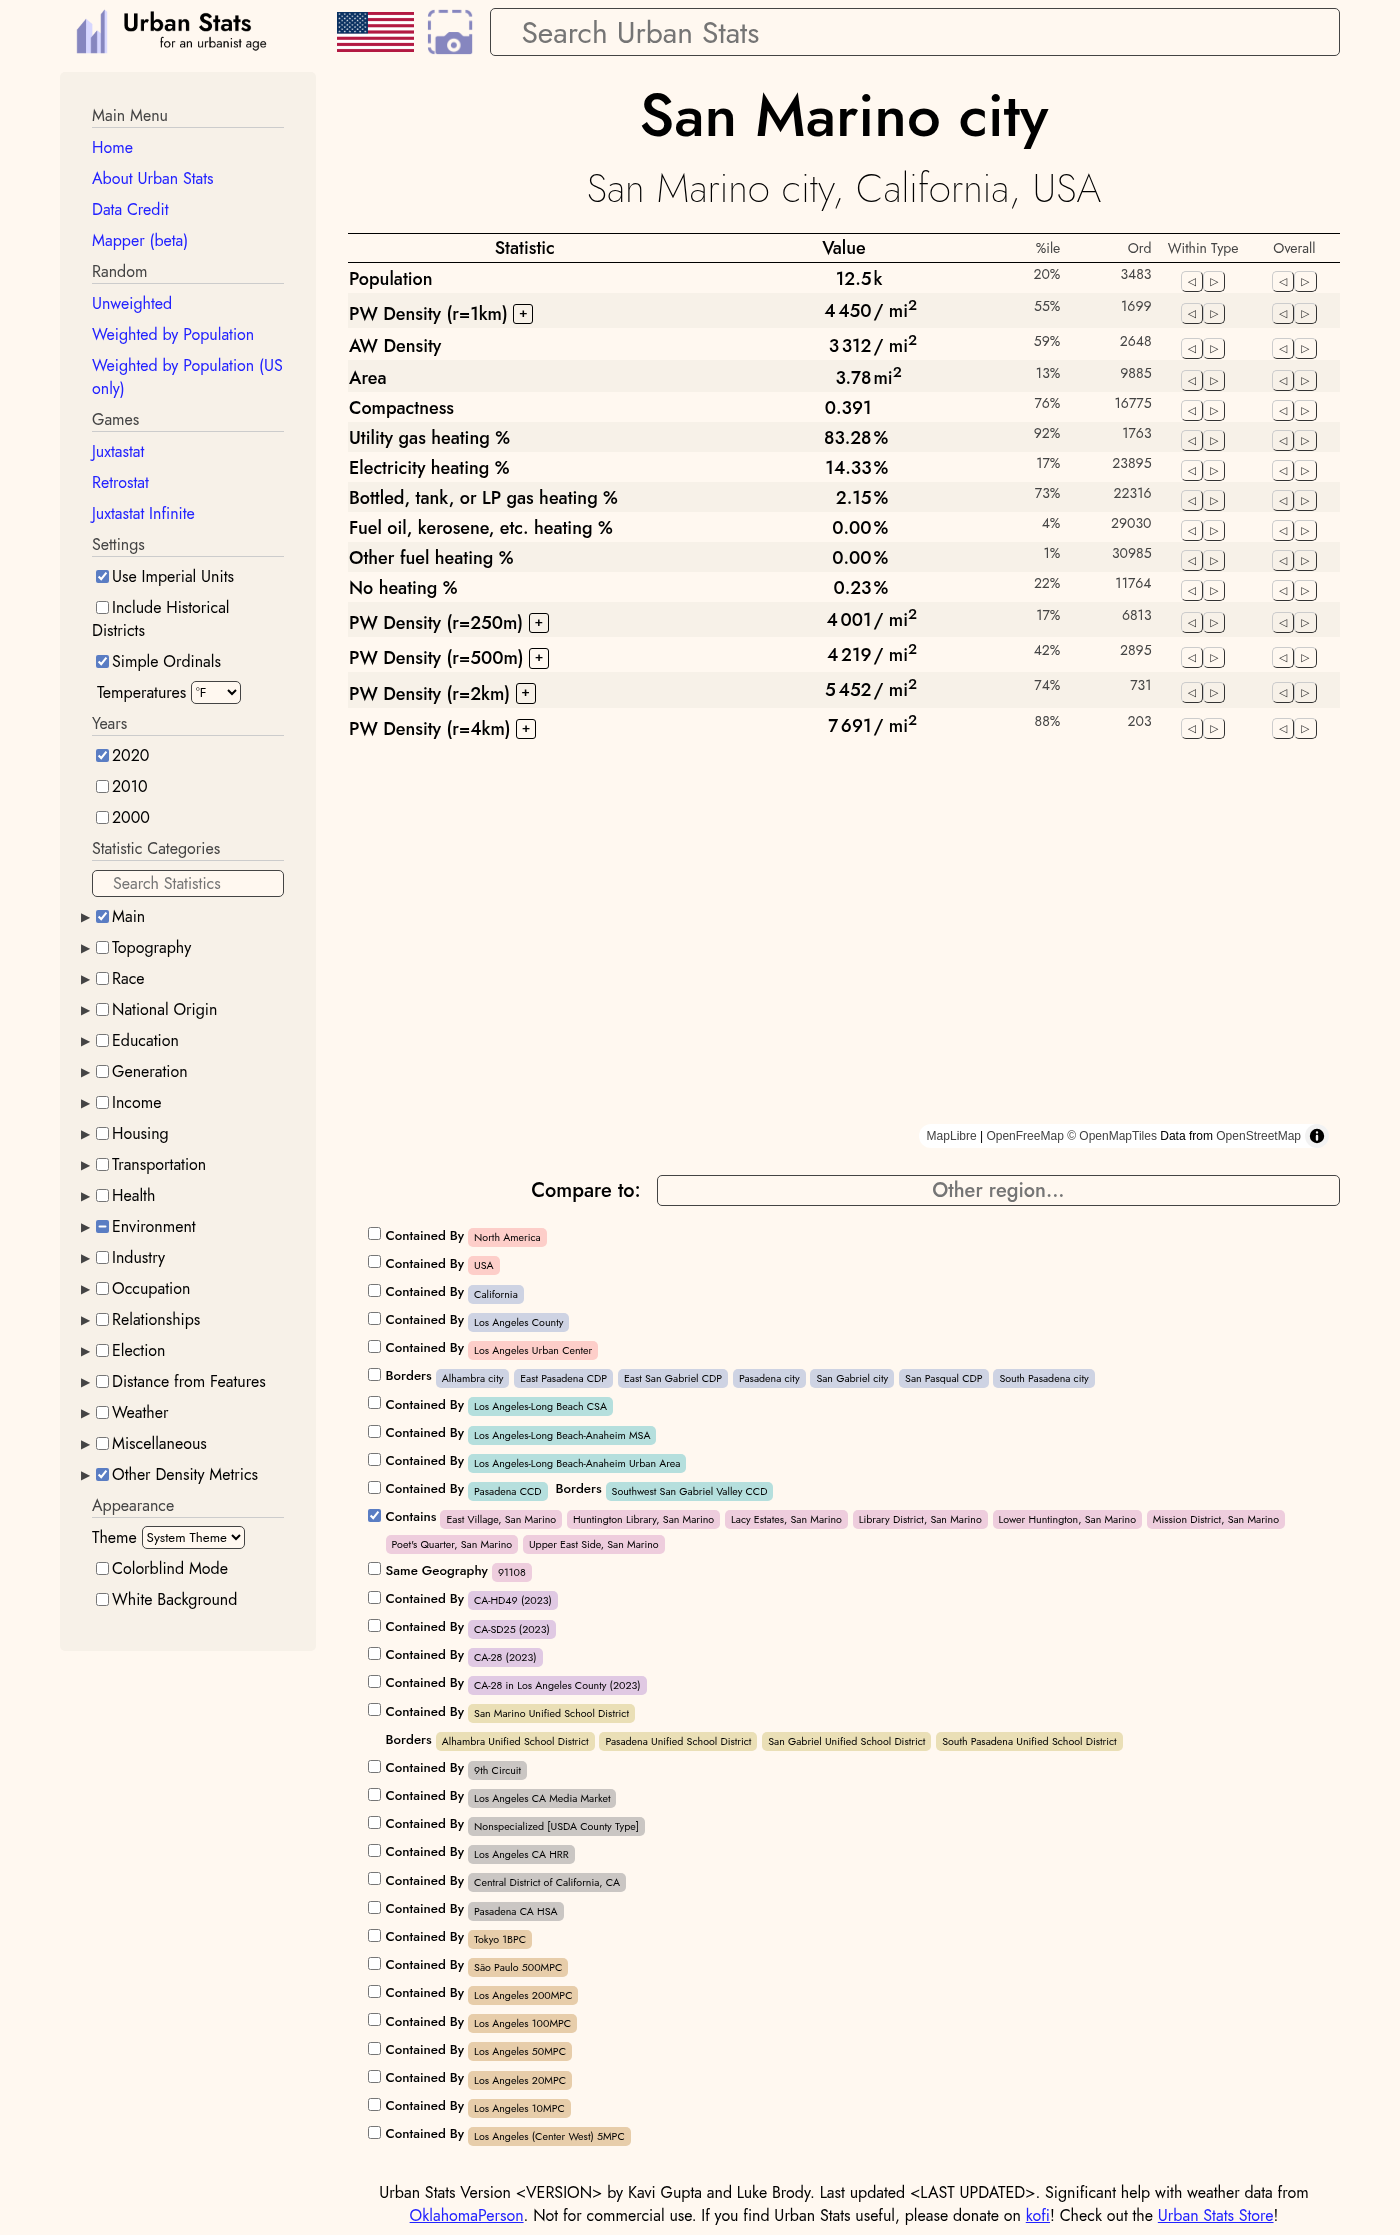 Urban Stats
for an urbanist age
Search Urban Stats
Main Menu
Home
About Urban Stats
Data Credit
Mapper (beta)
Random
Unweighted
Weighted by Population
Weighted by Population (US
only)
Games
Juxtastat
Retrostat
Juxtastat Infinite
Settings
Use Imperial Units
Include Historical
Districts
Simple Ordinals
Temperatures °F
Years
2020
2010
2000
Statistic Categories
Search Statistics
Main
Topography
Race
National Origin
Education
Generation
Income
Housing
Transportation
Health
Environment
Industry
Occupation
Relationships
Election
Distance from Features
Weather
Miscellaneous
Other Density Metrics
Appearance
Theme System Theme
Colorblind Mode
White Background
San Marino city
San Marino city, California, USA
Statistic Value %ile Ord Within Type Overall
Population 12.5k 20% 3483
PW Density (r=1km) + 4 450 / mi² 55% 1699
AW Density 3 312 / mi² 59% 2648
Area 3.78 mi² 13% 9885
Compactness 0.391 76% 16775
Utility gas heating % 83.28% 92% 1763
Electricity heating % 14.33% 17% 23895
Bottled, tank, or LP gas heating % 2.15% 73% 22316
Fuel oil, kerosene, etc. heating % 0.00% 4% 29030
Other fuel heating % 0.00% 1% 30985
No heating % 0.23% 22% 11764
PW Density (r=250m) + 4 001 / mi² 17% 6813
PW Density (r=500m) + 4 219 / mi² 42% 2895
PW Density (r=2km) + 5 452 / mi² 74% 731
PW Density (r=4km) + 7 691 / mi² 88% 203
MapLibre | OpenFreeMap © OpenMapTiles Data from OpenStreetMap
Compare to: Other region...
Contained By North America
Contained By USA
Contained By California
Contained By Los Angeles County
Contained By Los Angeles Urban Center
Borders Alhambra city East Pasadena CDP East San Gabriel CDP Pasadena city San Gabriel city San Pasqual CDP South Pasadena city
Contained By Los Angeles-Long Beach CSA
Contained By Los Angeles-Long Beach-Anaheim MSA
Contained By Los Angeles-Long Beach-Anaheim Urban Area
Contained By Pasadena CCD Borders Southwest San Gabriel Valley CCD
Contains East Village, San Marino Huntington Library, San Marino Lacy Estates, San Marino Library District, San Marino Lower Huntington, San Marino Mission District, San Marino
Poet's Quarter, San Marino Upper East Side, San Marino
Same Geography 91108
Contained By CA-HD49 (2023)
Contained By CA-SD25 (2023)
Contained By CA-28 (2023)
Contained By CA-28 in Los Angeles County (2023)
Contained By San Marino Unified School District
Borders Alhambra Unified School District Pasadena Unified School District San Gabriel Unified School District South Pasadena Unified School District
Contained By 9th Circuit
Contained By Los Angeles CA Media Market
Contained By Nonspecialized [USDA County Type]
Contained By Los Angeles CA HRR
Contained By Central District of California, CA
Contained By Pasadena CA HSA
Contained By Tokyo 1BPC
Contained By São Paulo 500MPC
Contained By Los Angeles 200MPC
Contained By Los Angeles 100MPC
Contained By Los Angeles 50MPC
Contained By Los Angeles 20MPC
Contained By Los Angeles 10MPC
Contained By Los Angeles (Center West) 5MPC
Urban Stats Version <VERSION> by Kavi Gupta and Luke Brody. Last updated <LAST UPDATED>. Significant help with weather data from
OklahomaPerson. Not for commercial use. If you find Urban Stats useful, please donate on kofi! Check out the Urban Stats Store!